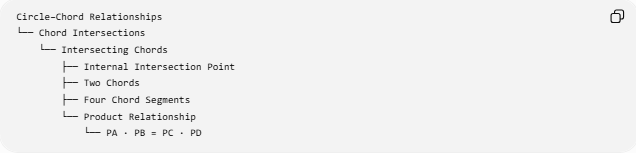 Circle–Chord Relationships
└── Chord Intersections
    └── Intersecting Chords
        ├── Internal Intersection Point
        ├── Two Chords
        ├── Four Chord Segments
        └── Product Relationship
            └── PA · PB = PC · PD